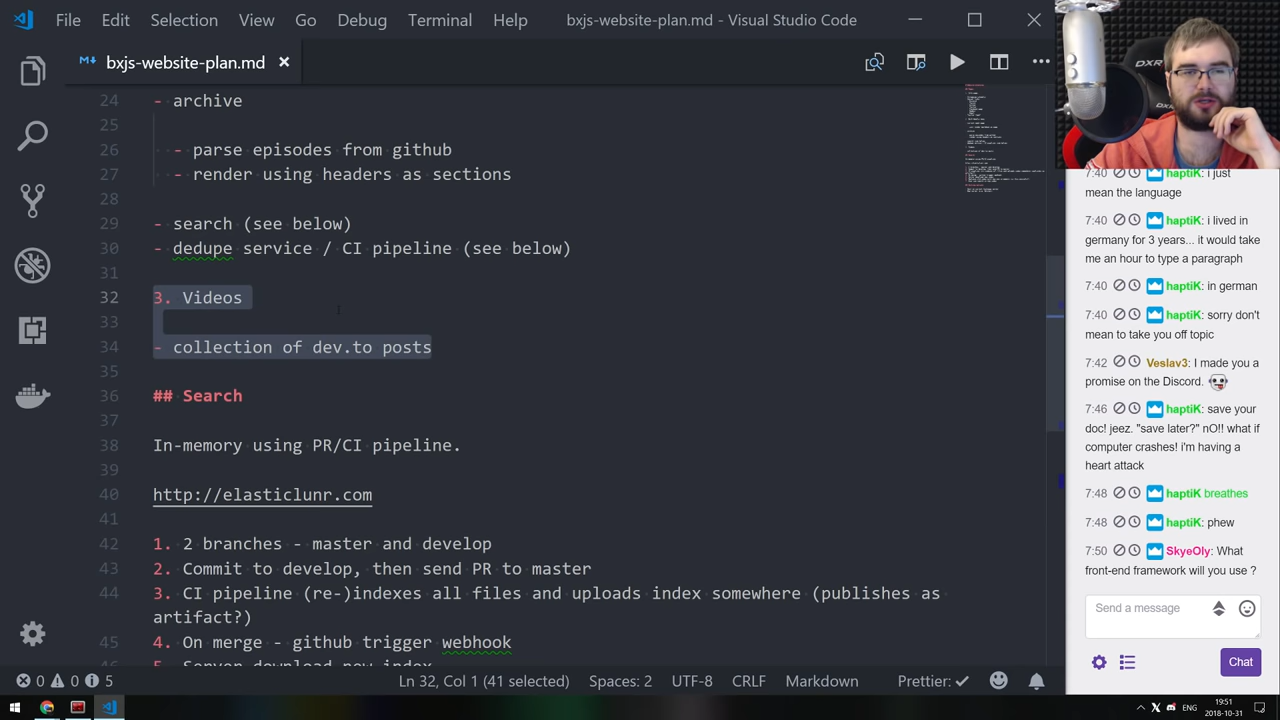 File Edit Selection View Go Debug Terminal Help bxjs-website-plan.md - Visual Studio Code
bxjs-website-plan.md
24 - archive
25
26 - parse episodes from github
27 - render using headers as sections
28
29 - search (see below)
30 - dedupe service / CI pipeline (see below)
31
32 3. Videos
33
34 - collection of dev.to posts
35
36 ## Search
37
38 In-memory using PR/CI pipeline.
39
40 http://elasticlunr.com
41
42 1. 2 branches - master and develop
43 2. Commit to develop, then send PR to master
44 3. CI pipeline (re-)indexes all files and uploads index somewhere (publishes as
artifact?)
45 4. On merge - github trigger webhook
46 5. Server download new index
0 0 5 Ln 32, Col 1 (41 selected) Spaces: 2 UTF-8 CRLF Markdown Prettier: ✓
DXR
7:40 haptiK: i just
mean the language
7:40 haptiK: i lived in
germany for 3 years... it would take
me an hour to type a paragraph
7:40 haptiK: in german
7:40 haptiK: sorry don't
mean to take you off topic
7:42 Veslav3: I made you a
promise on the Discord.
7:46 haptiK: save your
doc! jeez. "save later?" nO!! what if
computer crashes! i'm having a
heart attack
7:48 haptiK breathes
7:48 haptiK: phew
7:50 SkyeOly: What
front-end framework will you use ?
Send a message
Chat
ENG
19:51
2018-10-31